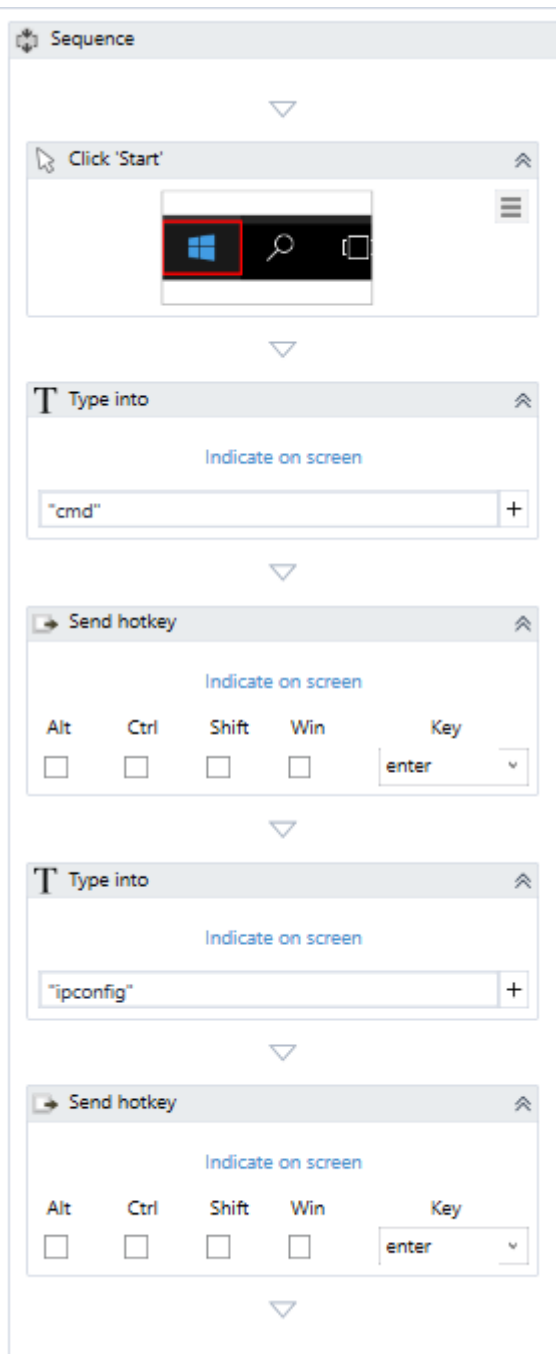 Sequence
Click 'Start'
T Type into
Indicate on screen
"cmd"
+
Send hotkey
Indicate on screen
Alt Ctrl Shift Win Key
enter
T Type into
Indicate on screen
"ipconfig"
+
Send hotkey
Indicate on screen
Alt Ctrl Shift Win Key
enter